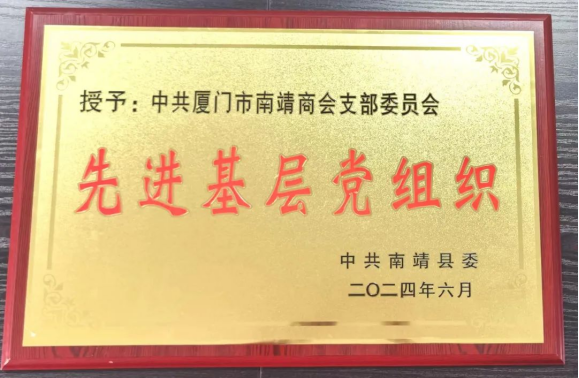 授予：中共厦门市南靖商会支部委员会
先进基层党组织
中共南靖县委
二〇二四年六月